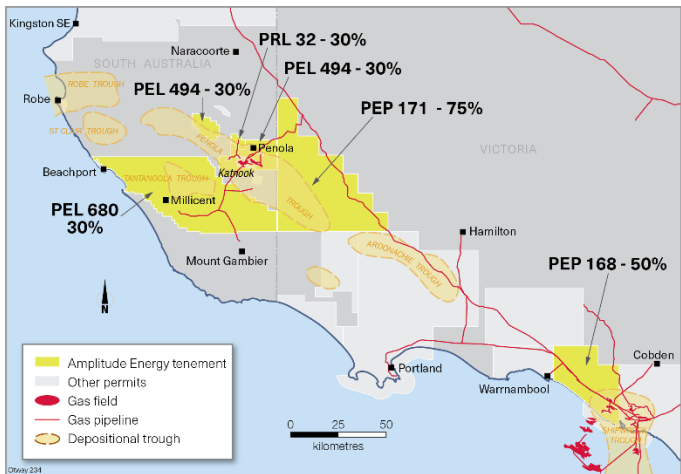 Kingston SE
Naracoorte
PRL 32 - 30%
SOUTH AUSTRALIA
PEL 494 - 30%
ROBE TROUGH
PEL 494 - 30%
Robe
PEP 171 - 75%
ST CLAIR TROUGH
PENOLA
Penola
VICTORIA
Beachport
Katnook
TANTANOOLA TROUGH
Millicent
TROUGH
PEL 680
30%
Hamilton
ARDONACHIE TROUGH
Mount Gambier
PEP 168 - 50%
N
Cobden
Amplitude Energy tenement
Other permits
Portland
Warrnambool
Gas field
Gas pipeline
0 25 50
SHIPWRECK
TROUGH
Depositional trough
kilometres
Otway 234